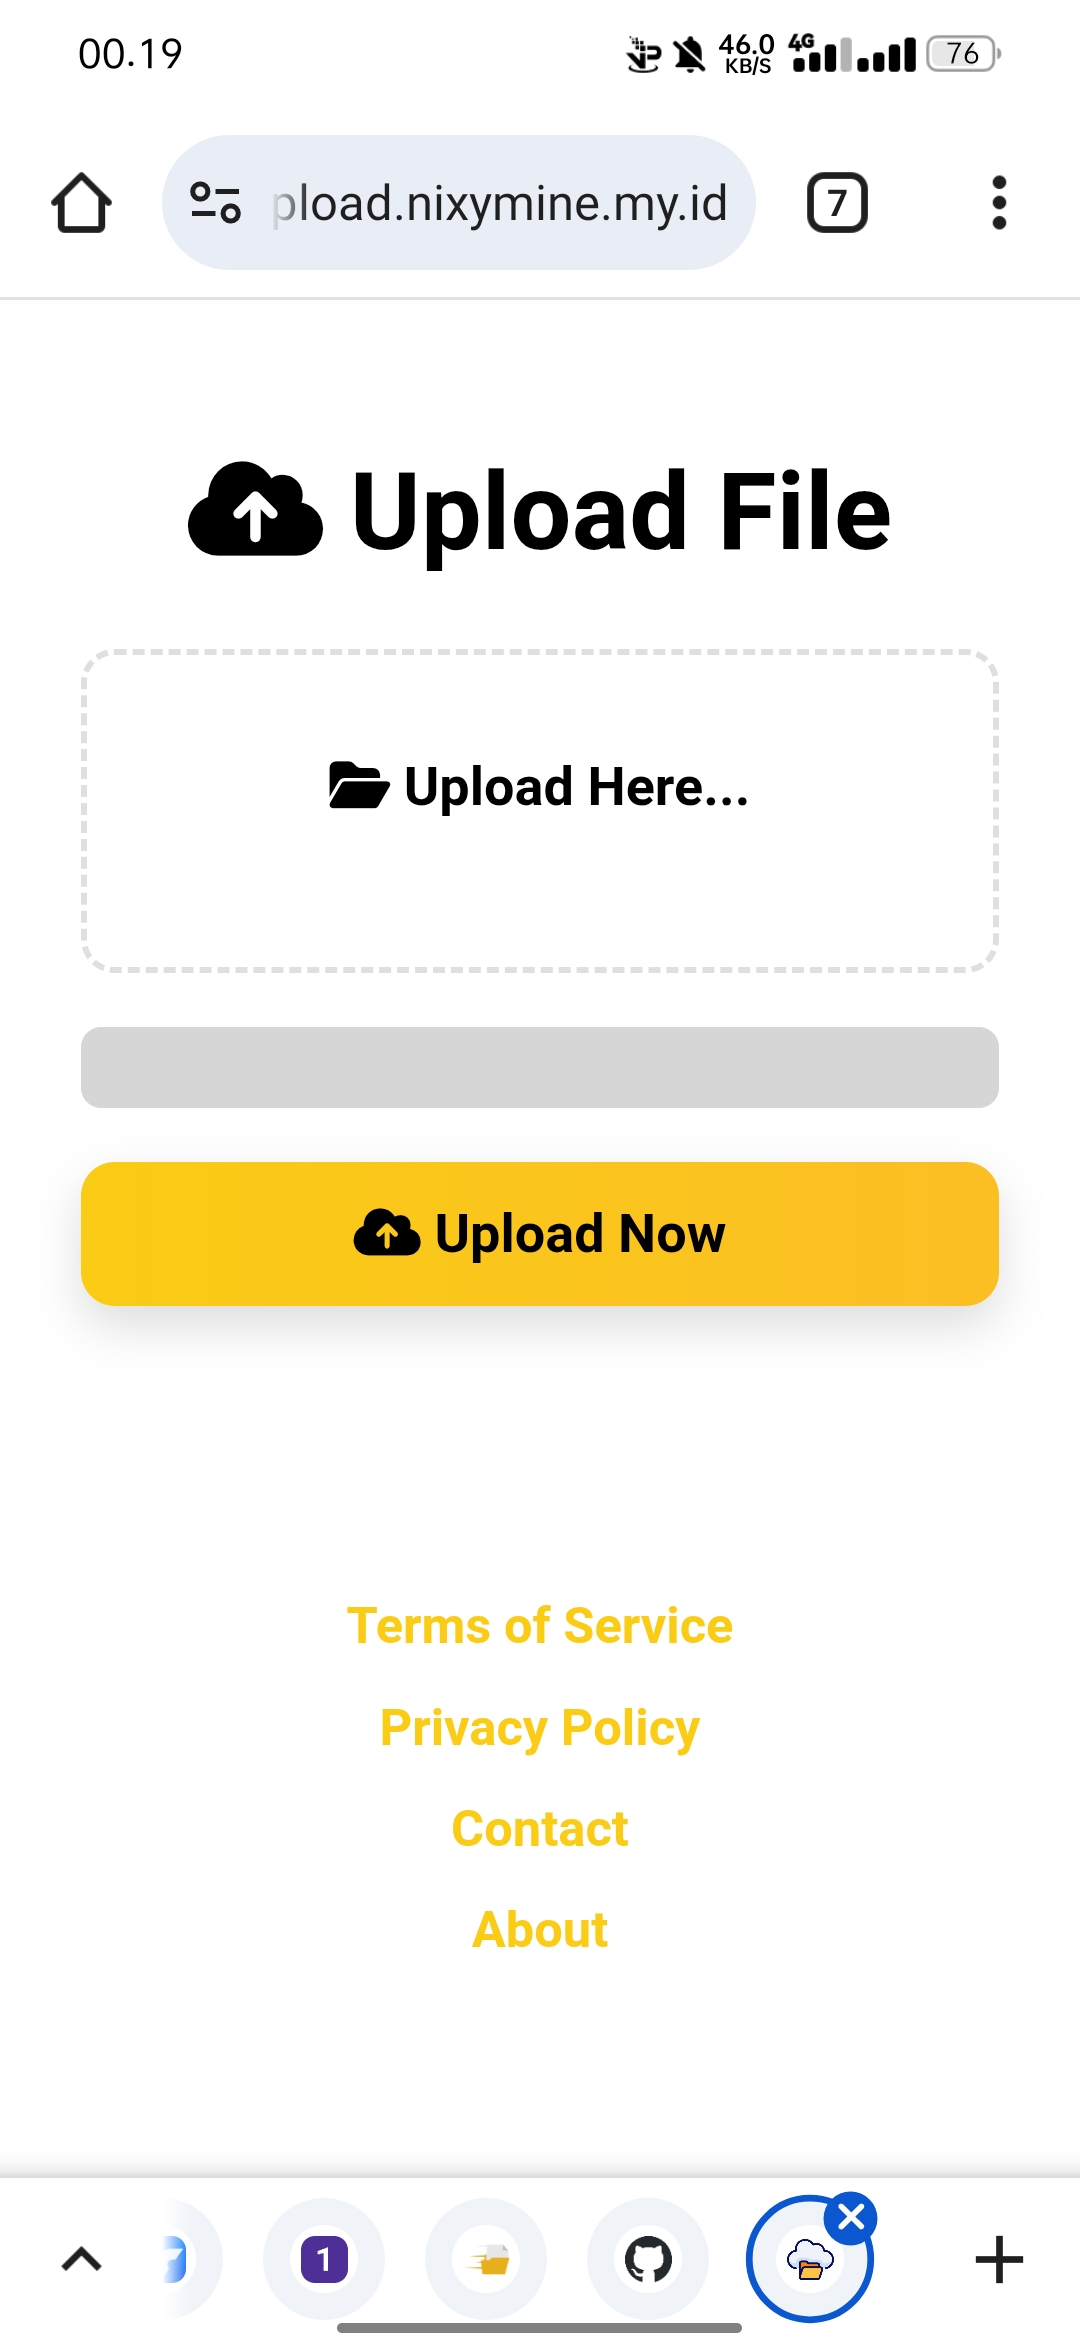 00.19
46.0
KB/S
4G
76
pload.nixymine.my.id
7
Upload File
Upload Here...
Upload Now
Terms of Service
Privacy Policy
Contact
About
1